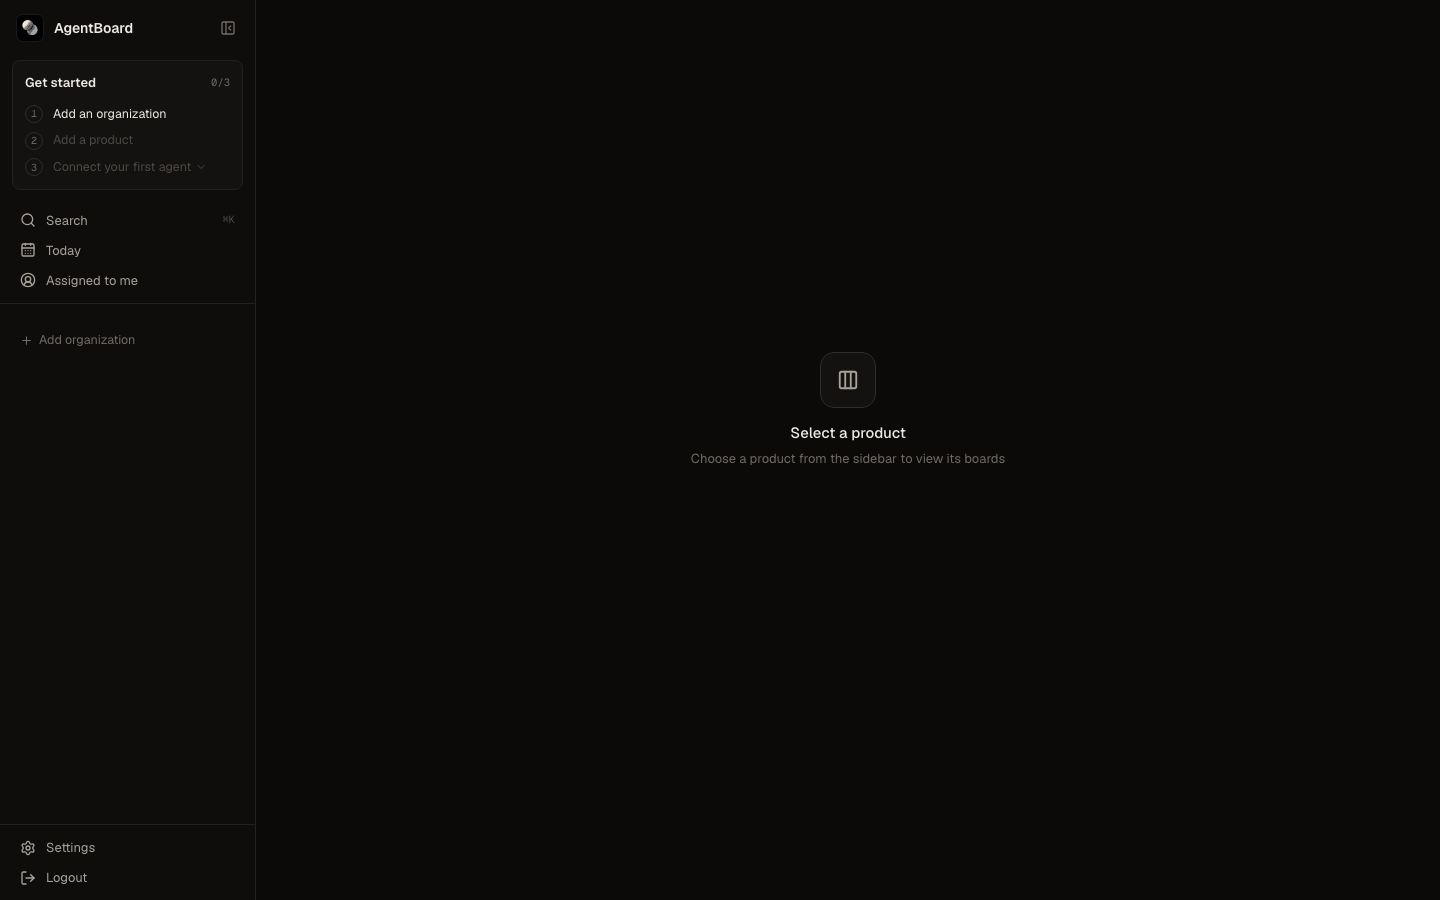 AgentBoard
Get started 0/3
1 Add an organization
2 Add a product
3 Connect your first agent
Search ⌘K
Today
Assigned to me
Add organization
Select a product
Choose a product from the sidebar to view its boards
Settings
Logout